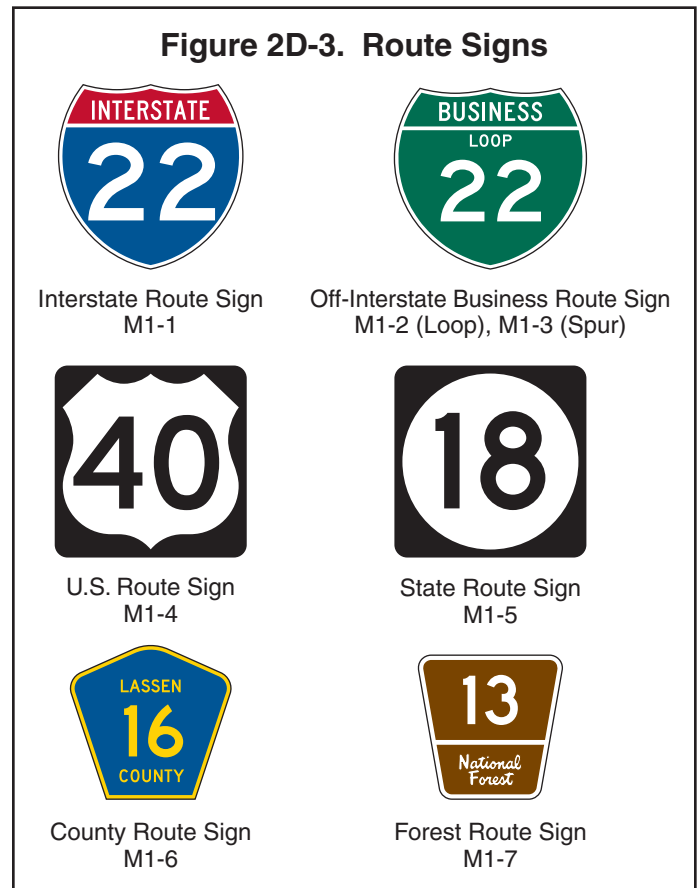 Figure 2D-3. Route Signs
INTERSTATE
22
Interstate Route Sign
M1-1
BUSINESS
LOOP
22
Off-Interstate Business Route Sign
M1-2 (Loop), M1-3 (Spur)
40
U.S. Route Sign
M1-4
18
State Route Sign
M1-5
LASSEN
16
COUNTY
County Route Sign
M1-6
13
National
Forest
Forest Route Sign
M1-7